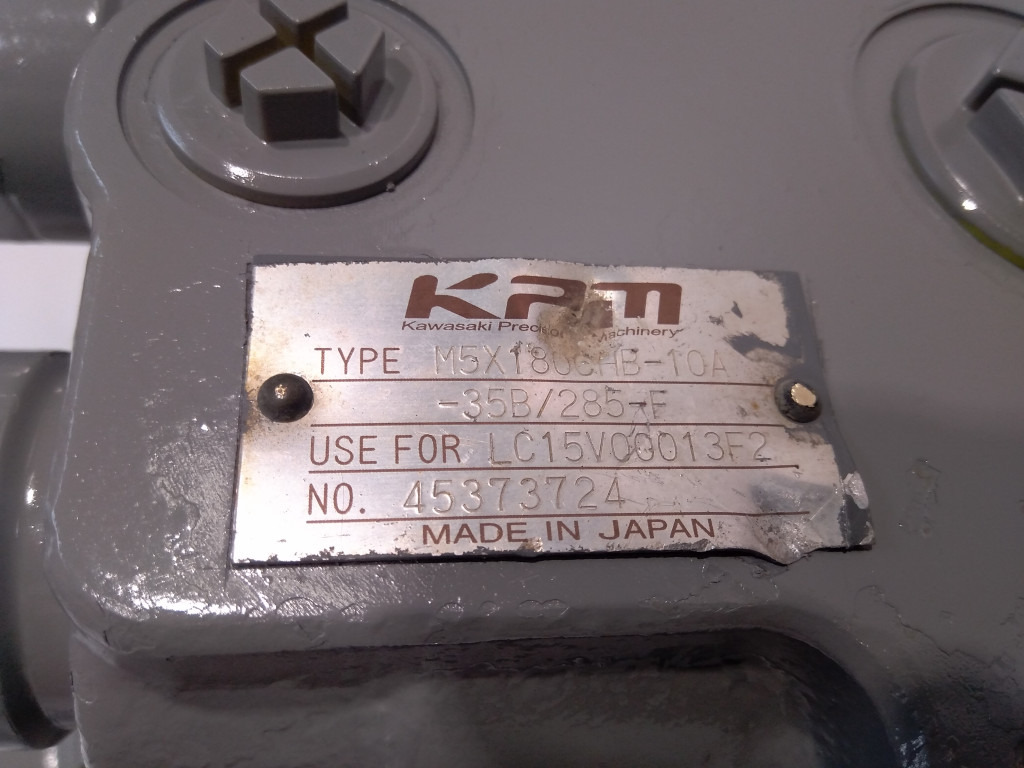 KPM
Kawasaki Precision Machinery
TYPE M5X180CHB-10A
-35B/285-F
USE FOR LC15V00013F2
NO. 45373724
MADE IN JAPAN